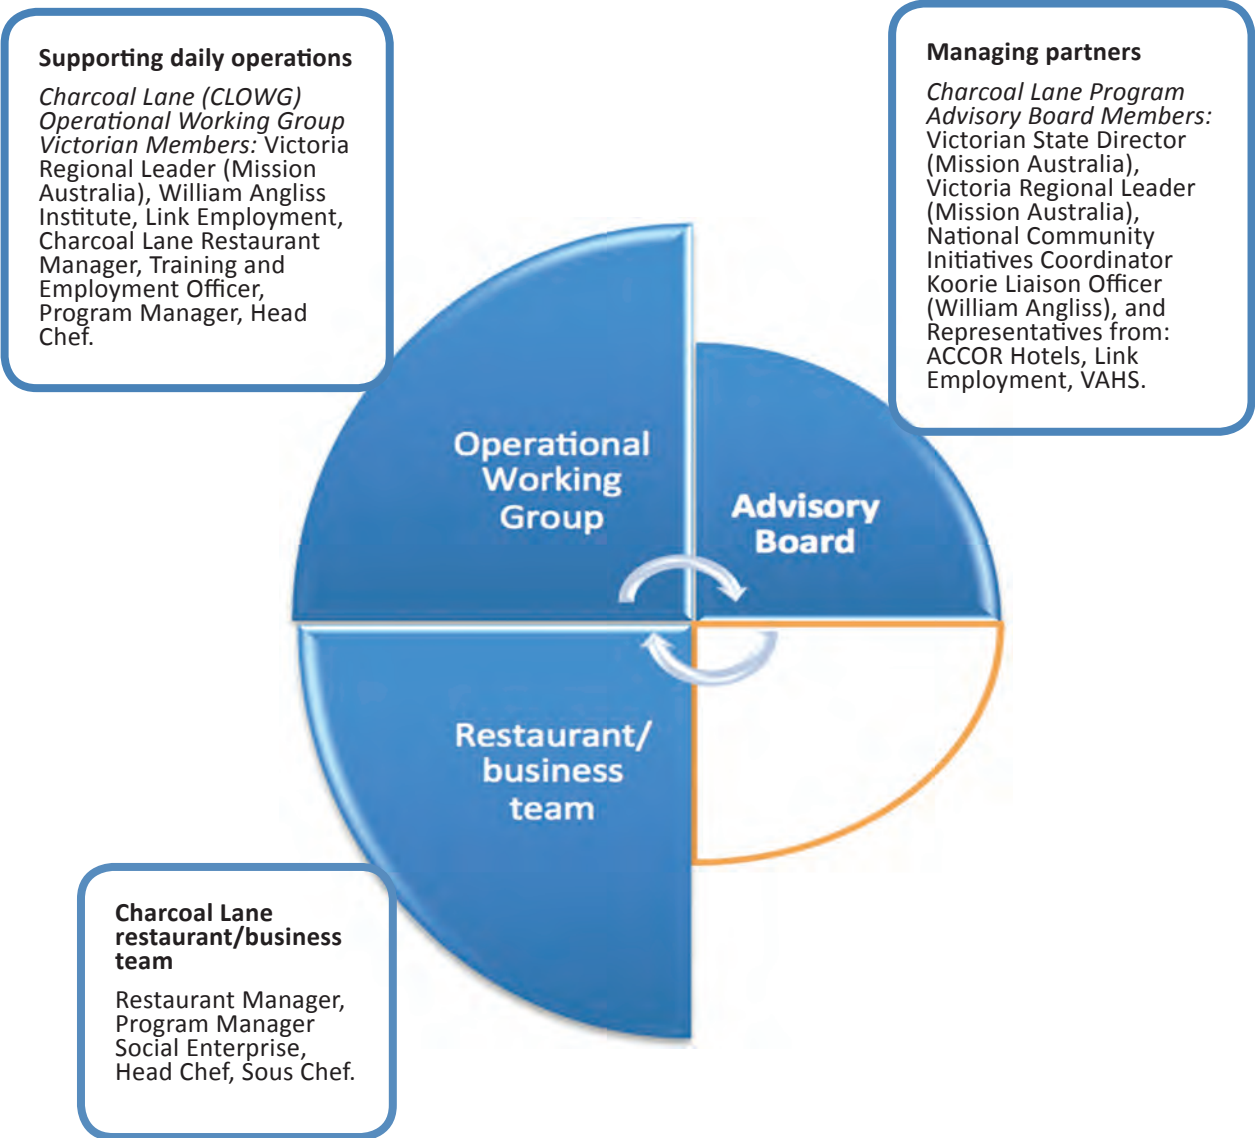 Supporting daily operations
Charcoal Lane (CLOWG)
Operational Working Group
Victorian Members: Victoria
Regional Leader (Mission
Australia), William Angliss
Institute, Link Employment,
Charcoal Lane Restaurant
Manager, Training and
Employment Officer,
Program Manager, Head
Chef.
Managing partners
Charcoal Lane Program
Advisory Board Members:
Victorian State Director
(Mission Australia),
Victoria Regional Leader
(Mission Australia),
National Community
Initiatives Coordinator
Koorie Liaison Officer
(William Angliss), and
Representatives from:
ACCOR Hotels, Link
Employment, VAHS.
Operational
Working
Group
Advisory
Board
Restaurant/
business
team
Charcoal Lane
restaurant/business
team
Restaurant Manager,
Program Manager
Social Enterprise,
Head Chef, Sous Chef.